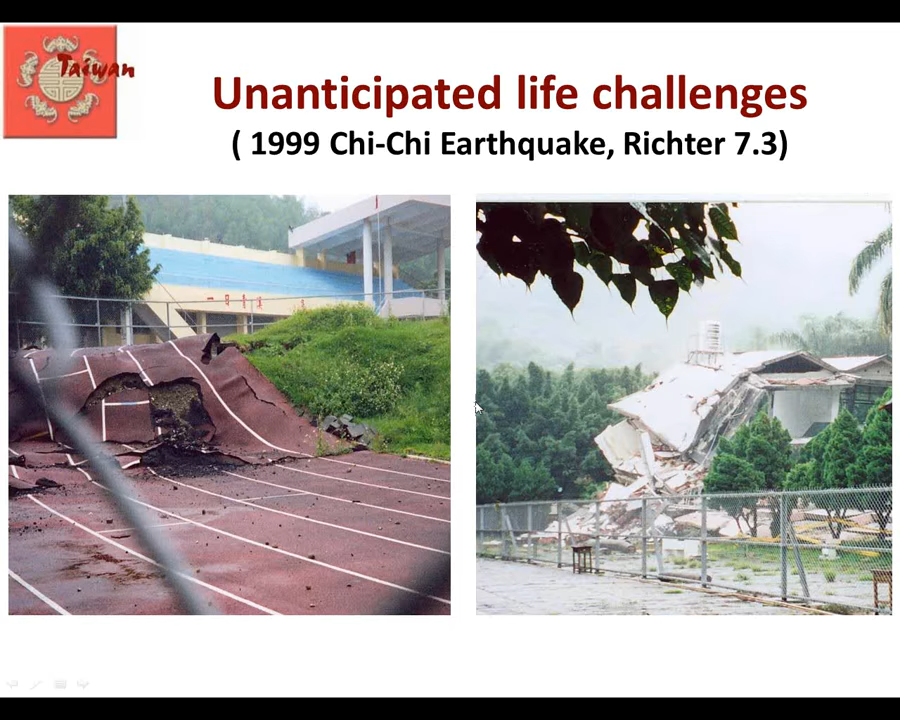 Taiwan
Unanticipated life challenges
( 1999 Chi-Chi Earthquake, Richter 7.3)